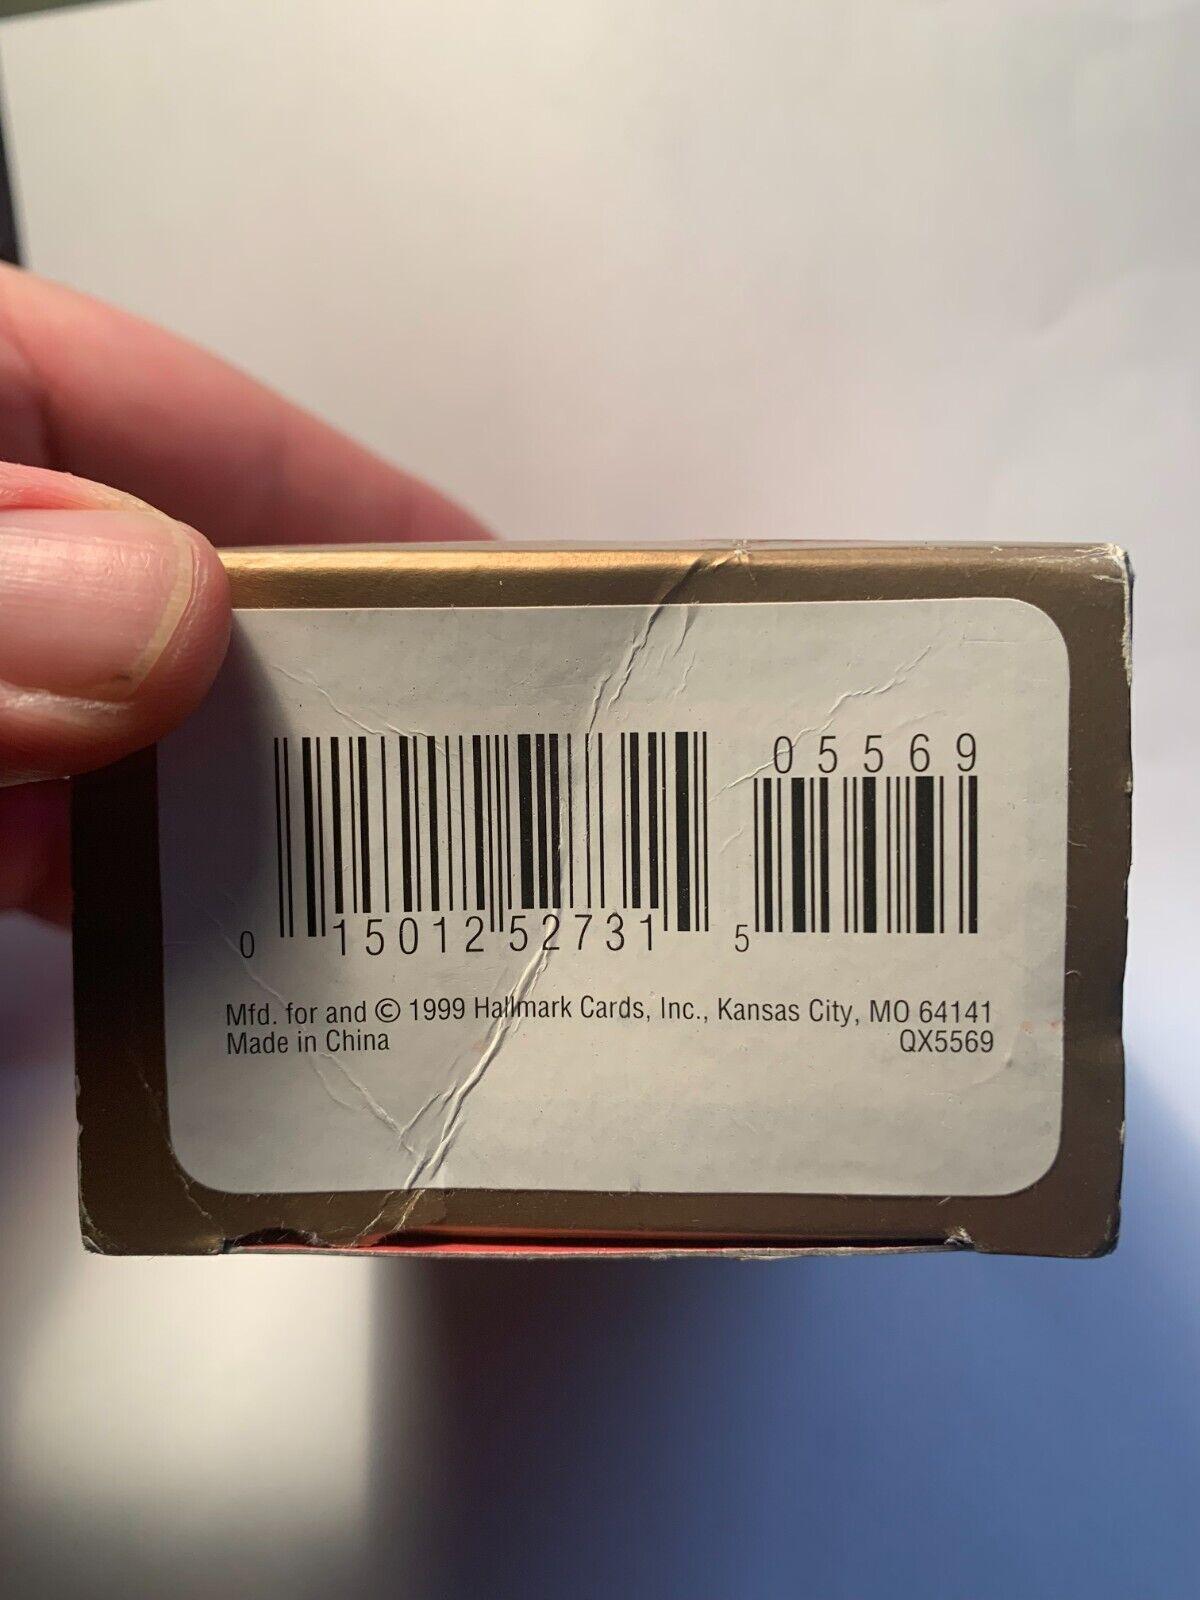 05569
0 15012 52731 5
Mfd. for and © 1999 Hallmark Cards, Inc., Kansas City, MO 64141
Made in China QX5569